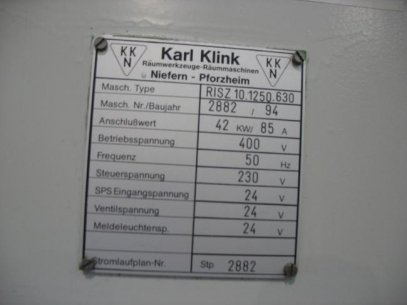 KKN Karl Klink KKN
Räumwerkzeuge-Räummaschinen
u Niefern - Pforzheim
Masch. Type RISZ 10.1250.630
Masch. Nr./Baujahr 2882 / 94
Anschlußwert 42 KW/ 85 A
Betriebsspannung 400 V
Frequenz 50 Hz
Steuerspannung 230 V
SPS Eingangspannung 24 V
Ventilspannung 24 V
Meldeleuchtensp. 24 V
Stromlaufplan-Nr. Stp 2882